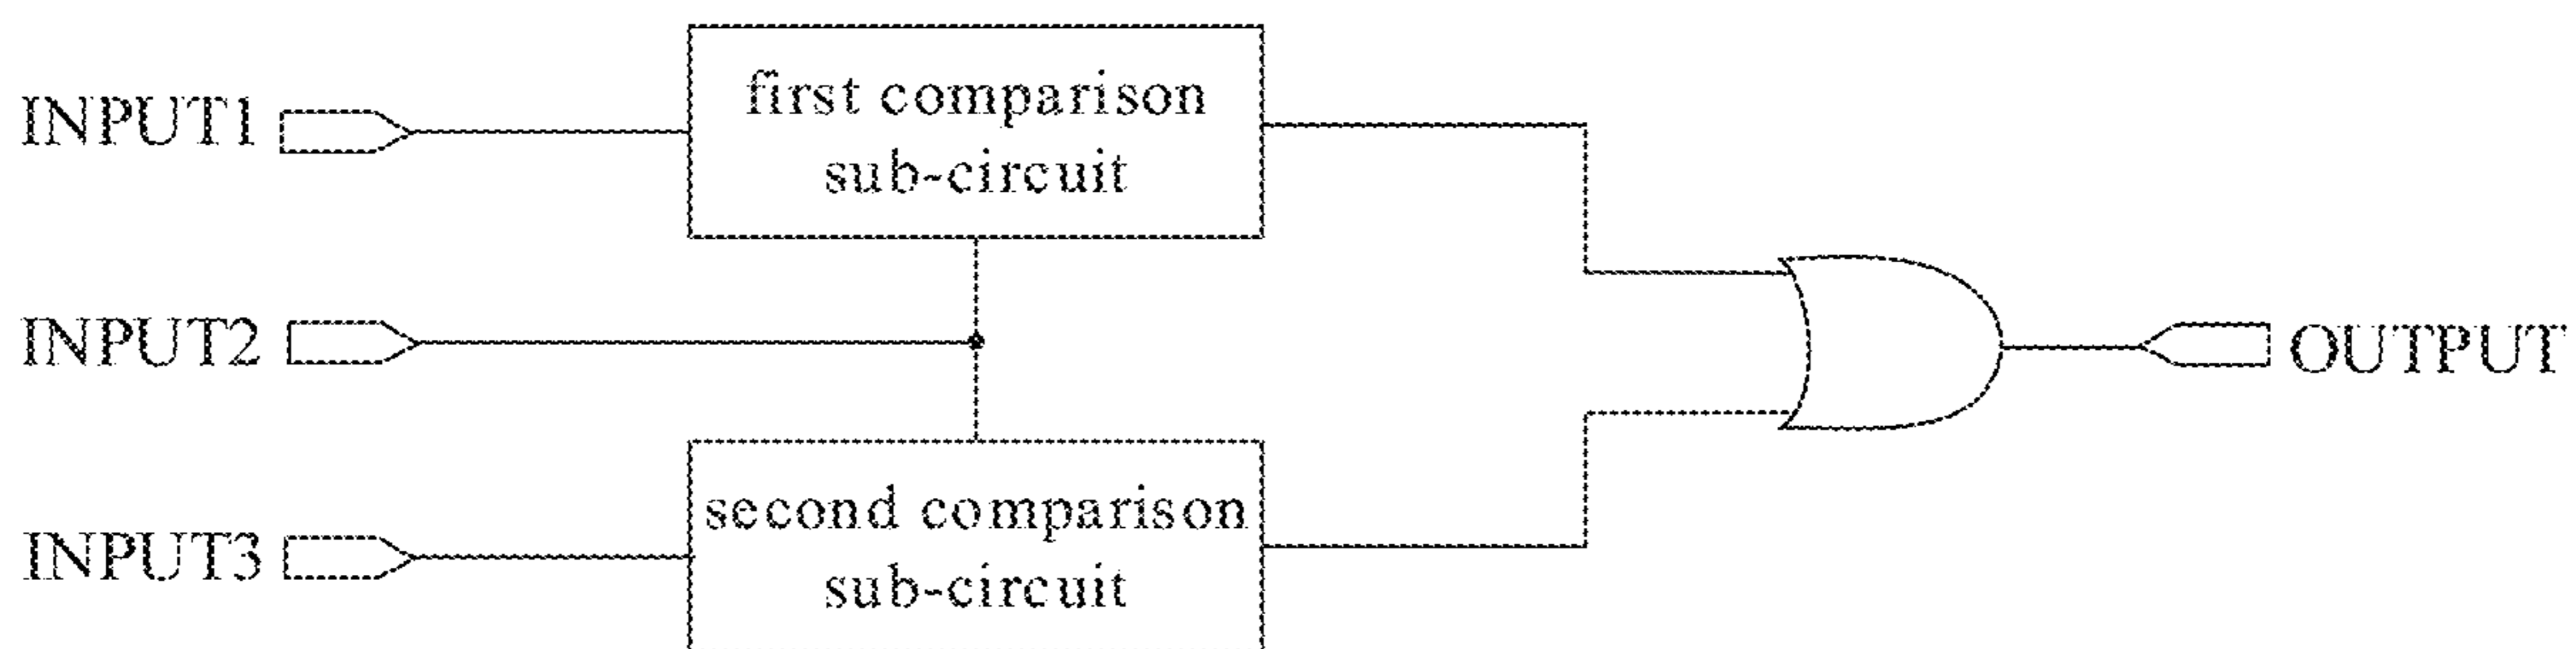 INPUT1
first comparison
sub-circuit
INPUT2
OUTPUT
INPUT3
second comparison
sub-circuit